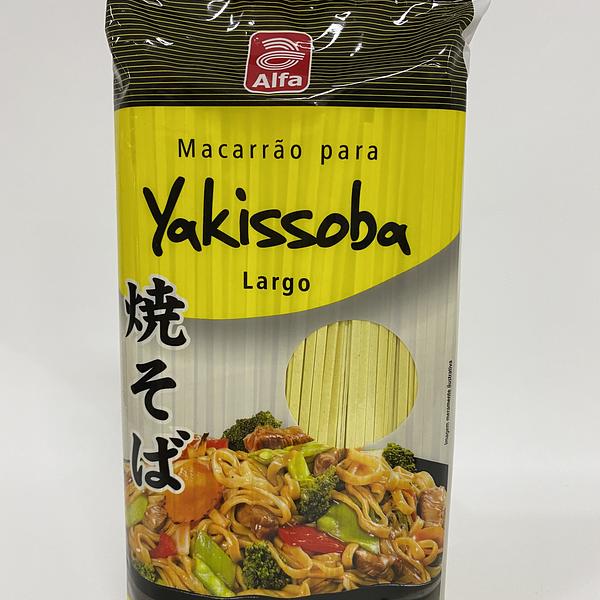 Alfa
Macarrão para
Yakissoba
Largo
焼そば
Imagem meramente ilustrativa